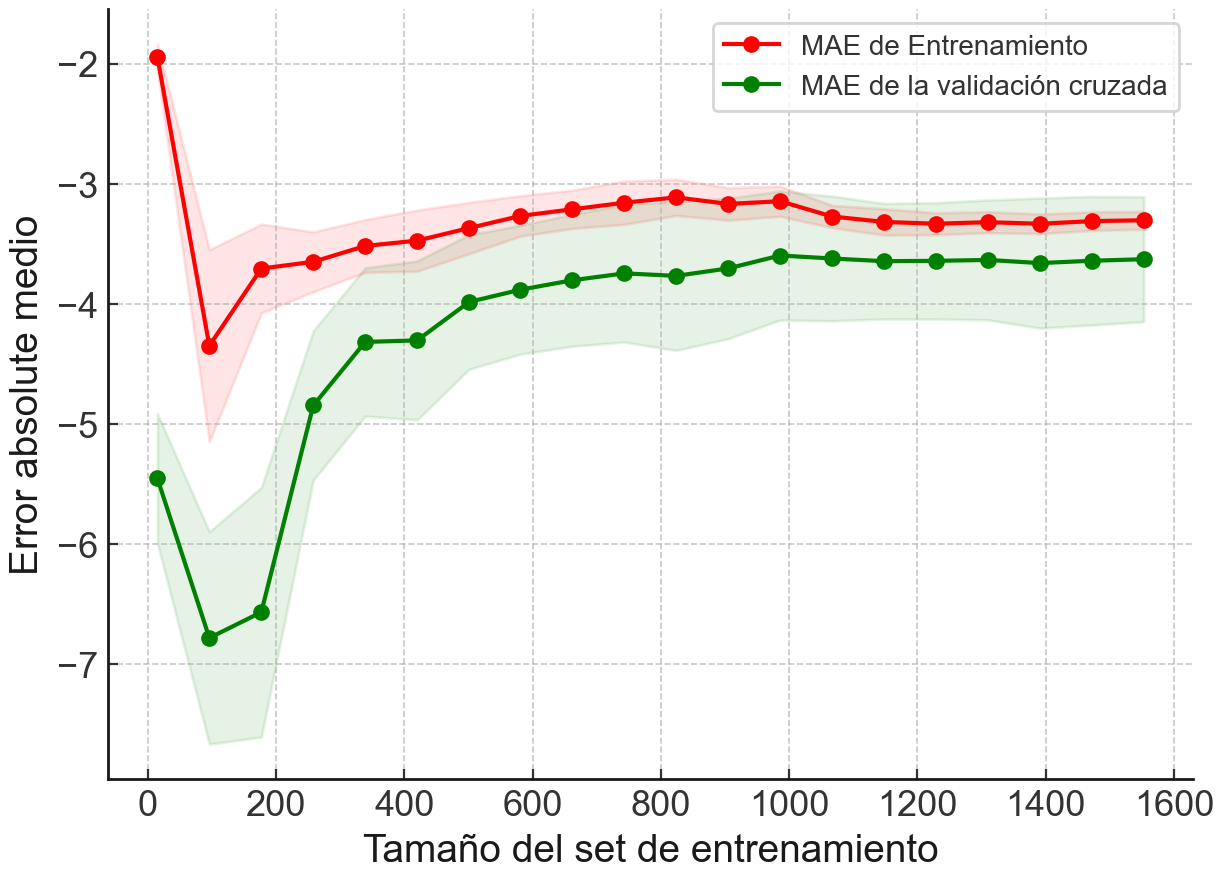 MAE de Entrenamiento
MAE de la validación cruzada
Error absolute medio
−2
−3
−4
−5
−6
−7
0 200 400 600 800 1000 1200 1400 1600
Tamaño del set de entrenamiento